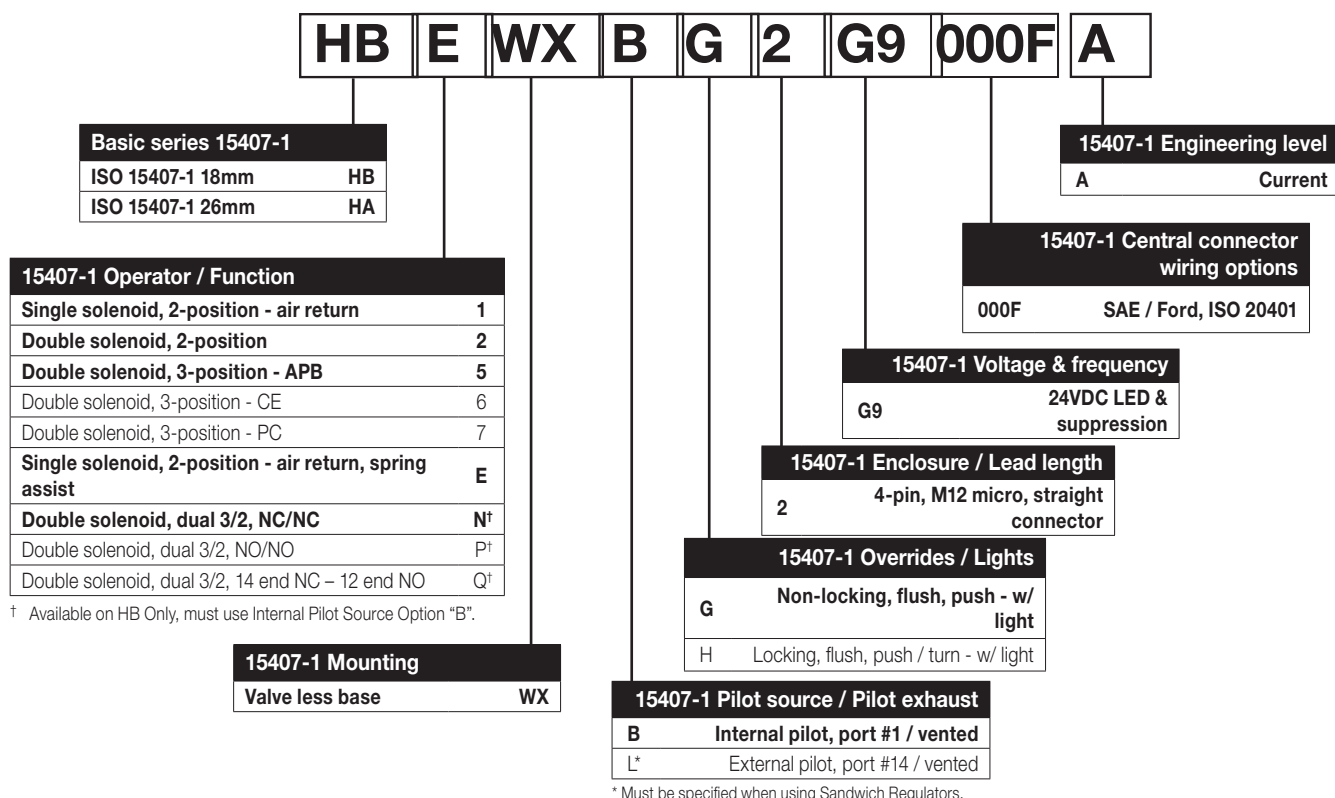 HB E WX B G 2 G9 000F A
Basic series 15407-1
ISO 15407-1 18mm HB
ISO 15407-1 26mm HA
15407-1 Engineering level
A Current
15407-1 Central connector
wiring options
000F SAE / Ford, ISO 20401
15407-1 Operator / Function
Single solenoid, 2-position - air return 1
Double solenoid, 2-position 2
Double solenoid, 3-position - APB 5
Double solenoid, 3-position - CE 6
Double solenoid, 3-position - PC 7
Single solenoid, 2-position - air return, spring
assist E
Double solenoid, dual 3/2, NC/NC N†
Double solenoid, dual 3/2, NO/NO P†
Double solenoid, dual 3/2, 14 end NC – 12 end NO Q†
† Available on HB Only, must use Internal Pilot Source Option “B”.
15407-1 Voltage & frequency
G9 24VDC LED &
suppression
15407-1 Enclosure / Lead length
2 4-pin, M12 micro, straight
connector
15407-1 Overrides / Lights
G Non-locking, flush, push - w/
light
H Locking, flush, push / turn - w/ light
15407-1 Mounting
Valve less base WX
15407-1 Pilot source / Pilot exhaust
B Internal pilot, port #1 / vented
L* External pilot, port #14 / vented
* Must be specified when using Sandwich Regulators.